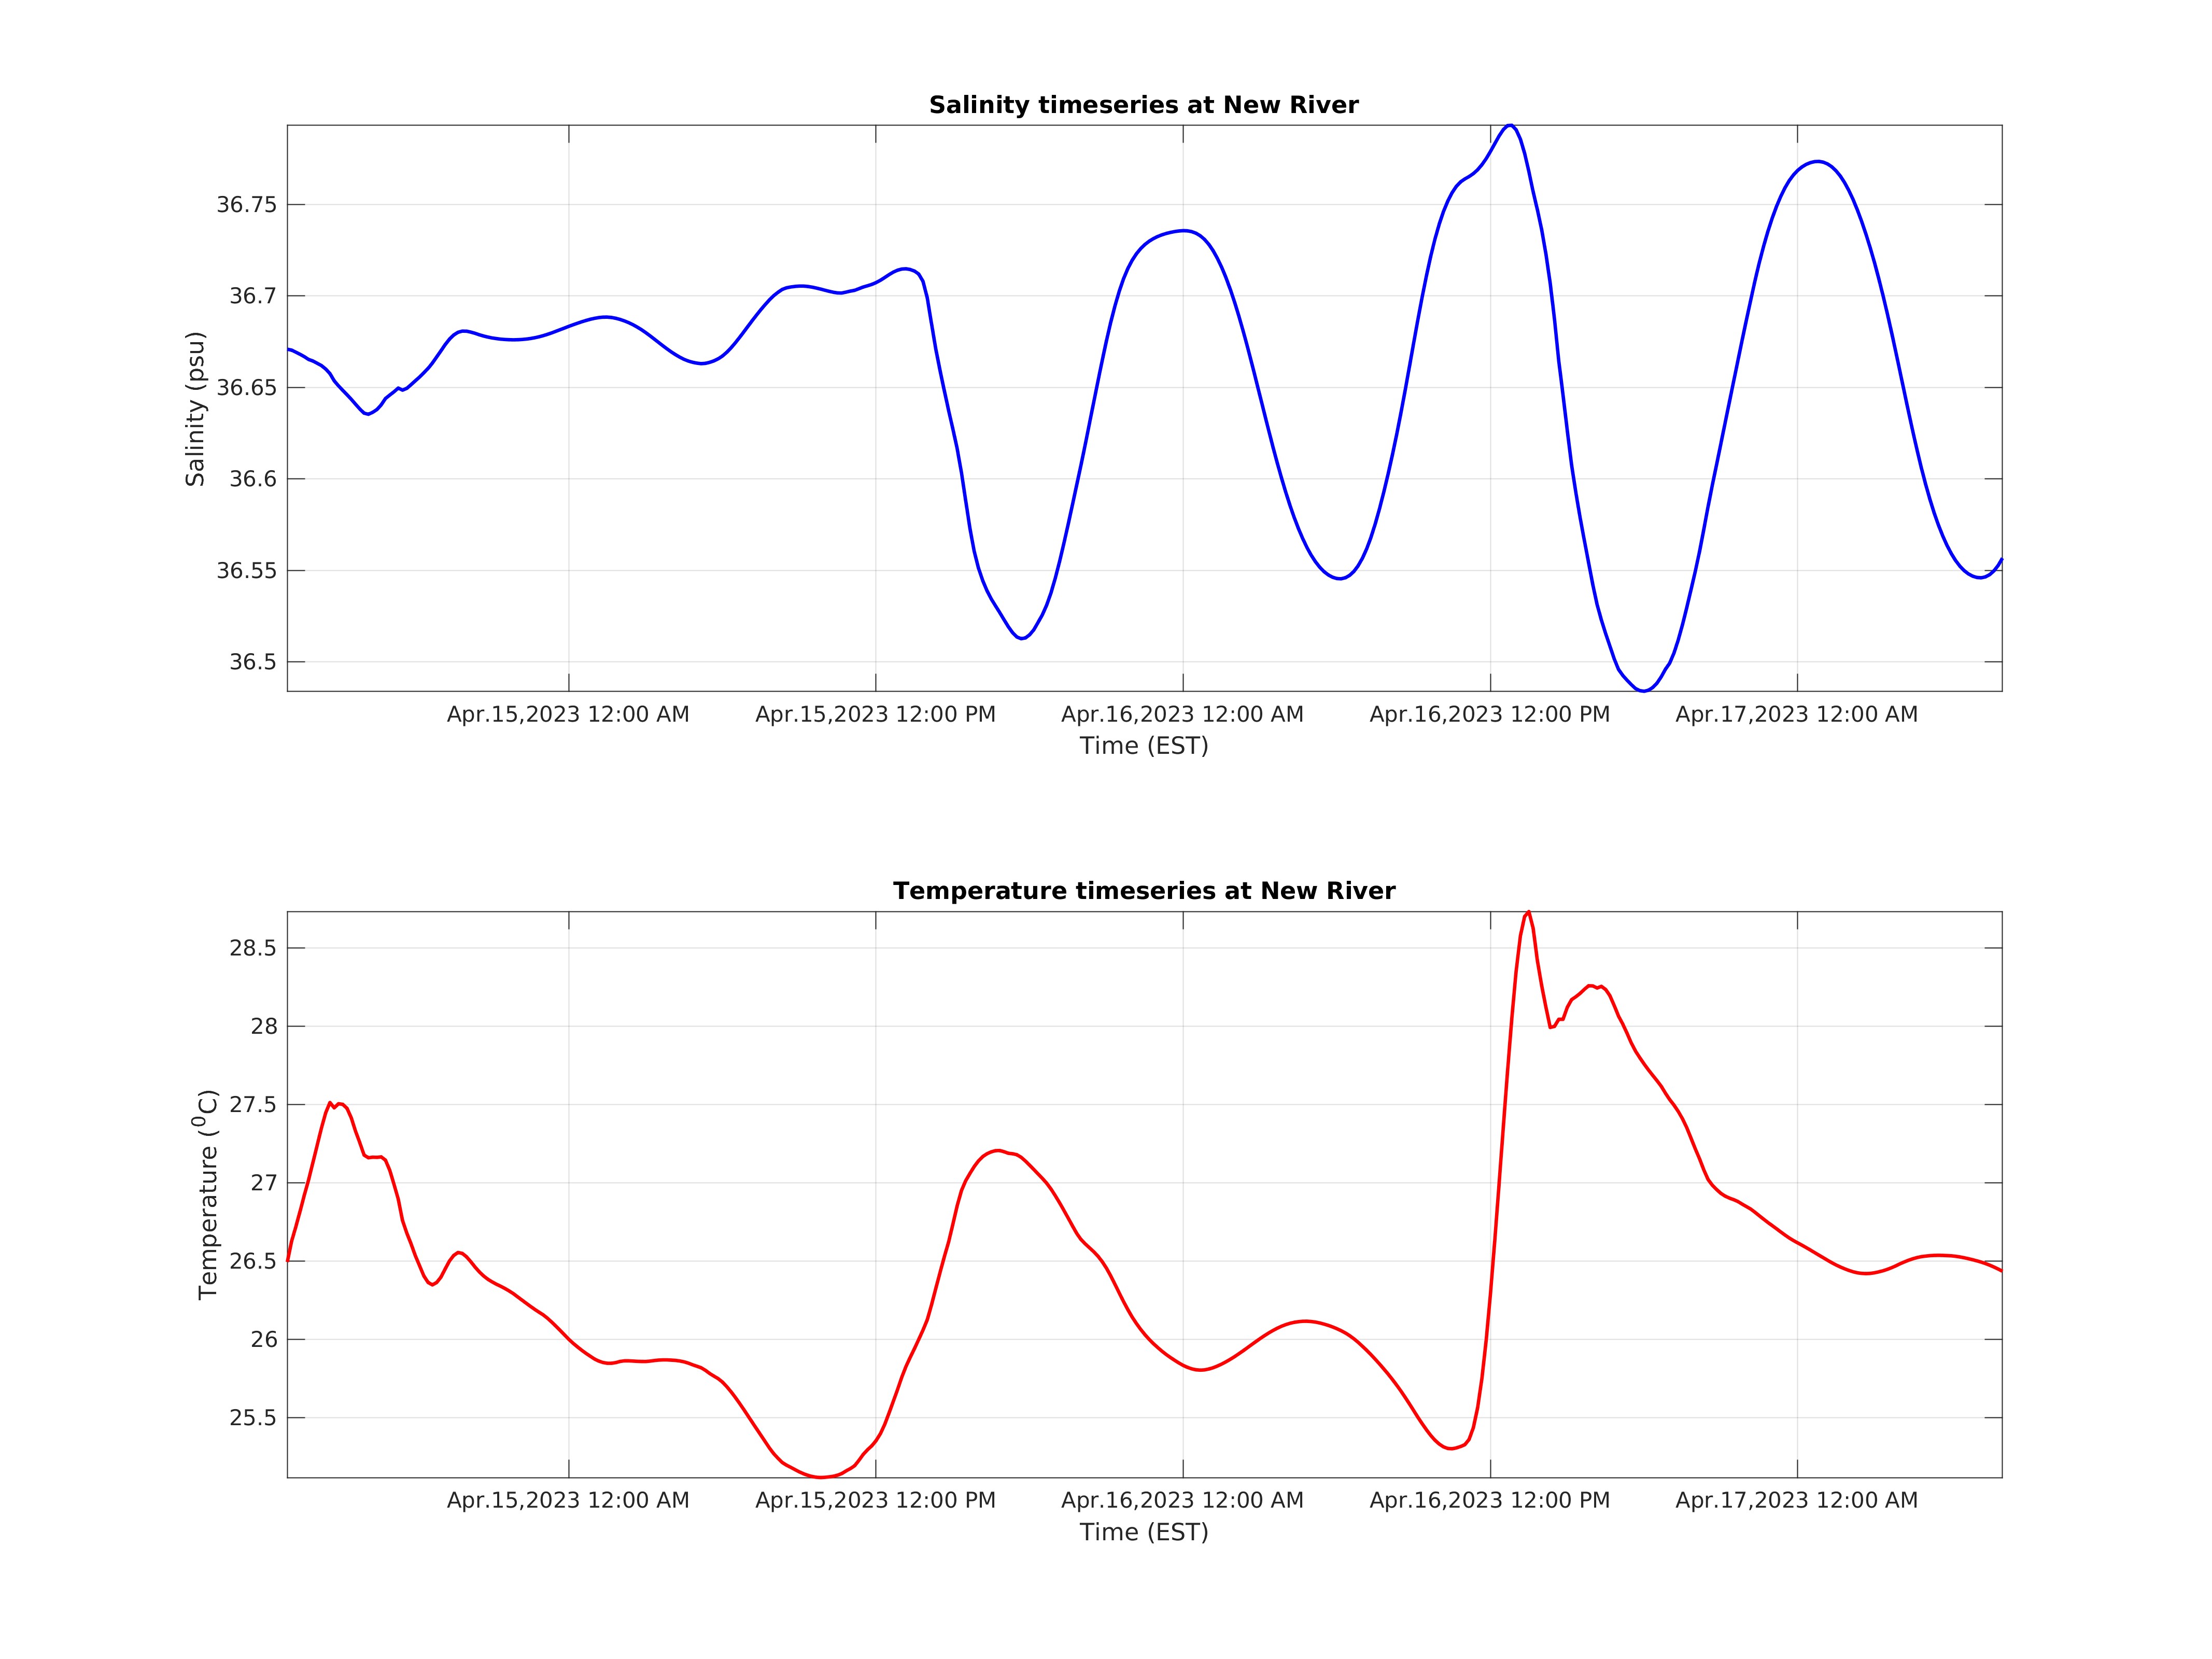 Salinity timeseries at New River
Salinity (psu)
36.75
36.7
36.65
36.6
36.55
36.5
Apr.15,2023 12:00 AM Apr.15,2023 12:00 PM Apr.16,2023 12:00 AM Apr.16,2023 12:00 PM Apr.17,2023 12:00 AM
Time (EST)
Temperature timeseries at New River
Temperature (⁰C)
28.5
28
27.5
27
26.5
26
25.5
Apr.15,2023 12:00 AM Apr.15,2023 12:00 PM Apr.16,2023 12:00 AM Apr.16,2023 12:00 PM Apr.17,2023 12:00 AM
Time (EST)